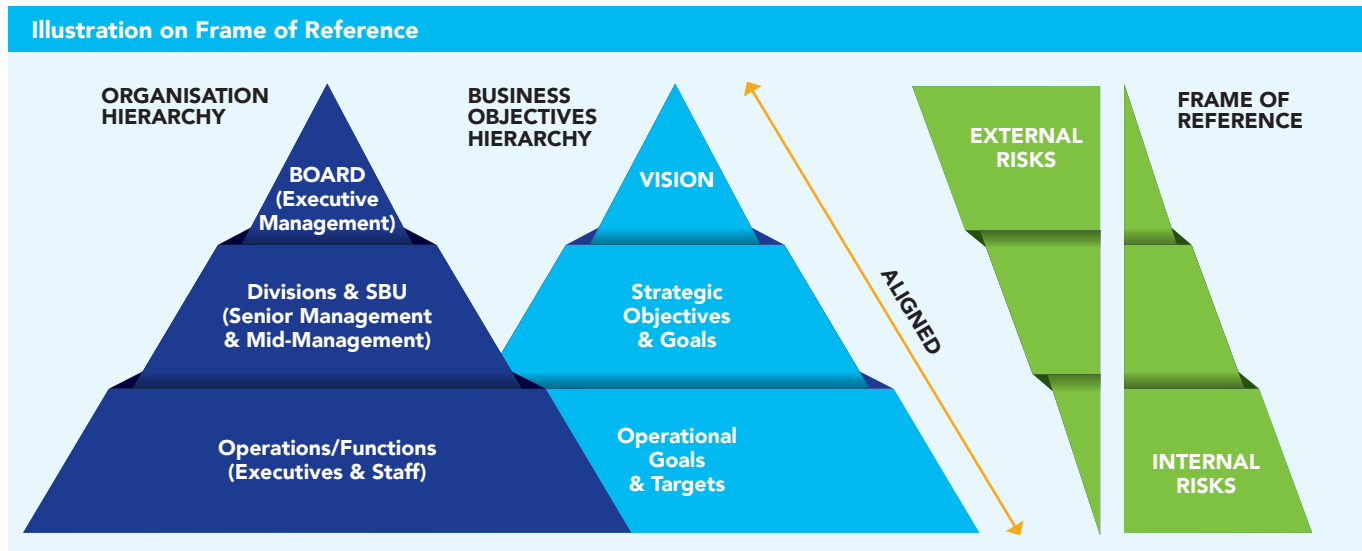 Illustration on Frame of Reference
ORGANISATION
HIERARCHY
BOARD
(Executive
Management)
Divisions & SBU
(Senior Management
& Mid-Management)
Operations/Functions
(Executives & Staff)
BUSINESS
OBJECTIVES
HIERARCHY
VISION
Strategic
Objectives
& Goals
Operational
Goals
& Targets
ALIGNED
EXTERNAL
RISKS
FRAME OF
REFERENCE
INTERNAL
RISKS